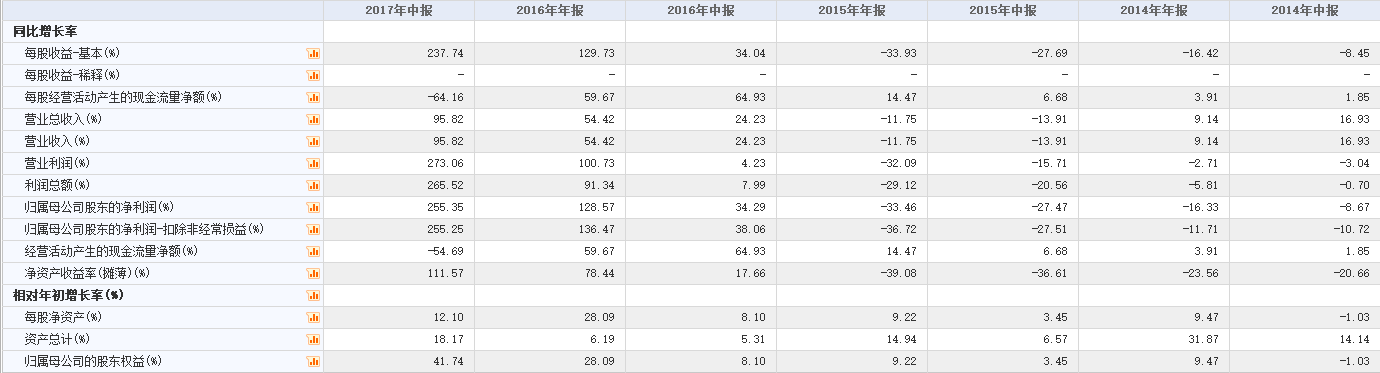 2017年中报 2016年年报 2016年中报 2015年年报 2015年中报 2014年年报 2014年中报
同比增长率
每股收益-基本(%) 237.74 129.73 34.04 -33.93 -27.69 -16.42 -8.45
每股收益-稀释(%) - - - - - - -
每股经营活动产生的现金流量净额(%) -64.16 59.67 64.93 14.47 6.68 3.91 1.85
营业总收入(%) 95.82 54.42 24.23 -11.75 -13.91 9.14 16.93
营业收入(%) 95.82 54.42 24.23 -11.75 -13.91 9.14 16.93
营业利润(%) 273.06 100.73 4.23 -32.09 -15.71 -2.71 -3.04
利润总额(%) 265.52 91.34 7.99 -29.12 -20.56 -5.81 -0.70
归属母公司股东的净利润(%) 255.35 128.57 34.29 -33.46 -27.47 -16.33 -8.67
归属母公司股东的净利润-扣除非经常损益(%) 255.25 136.47 38.06 -36.72 -27.51 -11.71 -10.72
经营活动产生的现金流量净额(%) -54.69 59.67 64.93 14.47 6.68 3.91 1.85
净资产收益率(摊薄)(%) 111.57 78.44 17.66 -39.08 -36.61 -23.56 -20.66
相对年初增长率(%)
每股净资产(%) 12.10 28.09 8.10 9.22 3.45 9.47 -1.03
资产总计(%) 18.17 6.19 5.31 14.94 6.57 31.87 14.14
归属母公司的股东权益(%) 41.74 28.09 8.10 9.22 3.45 9.47 -1.03